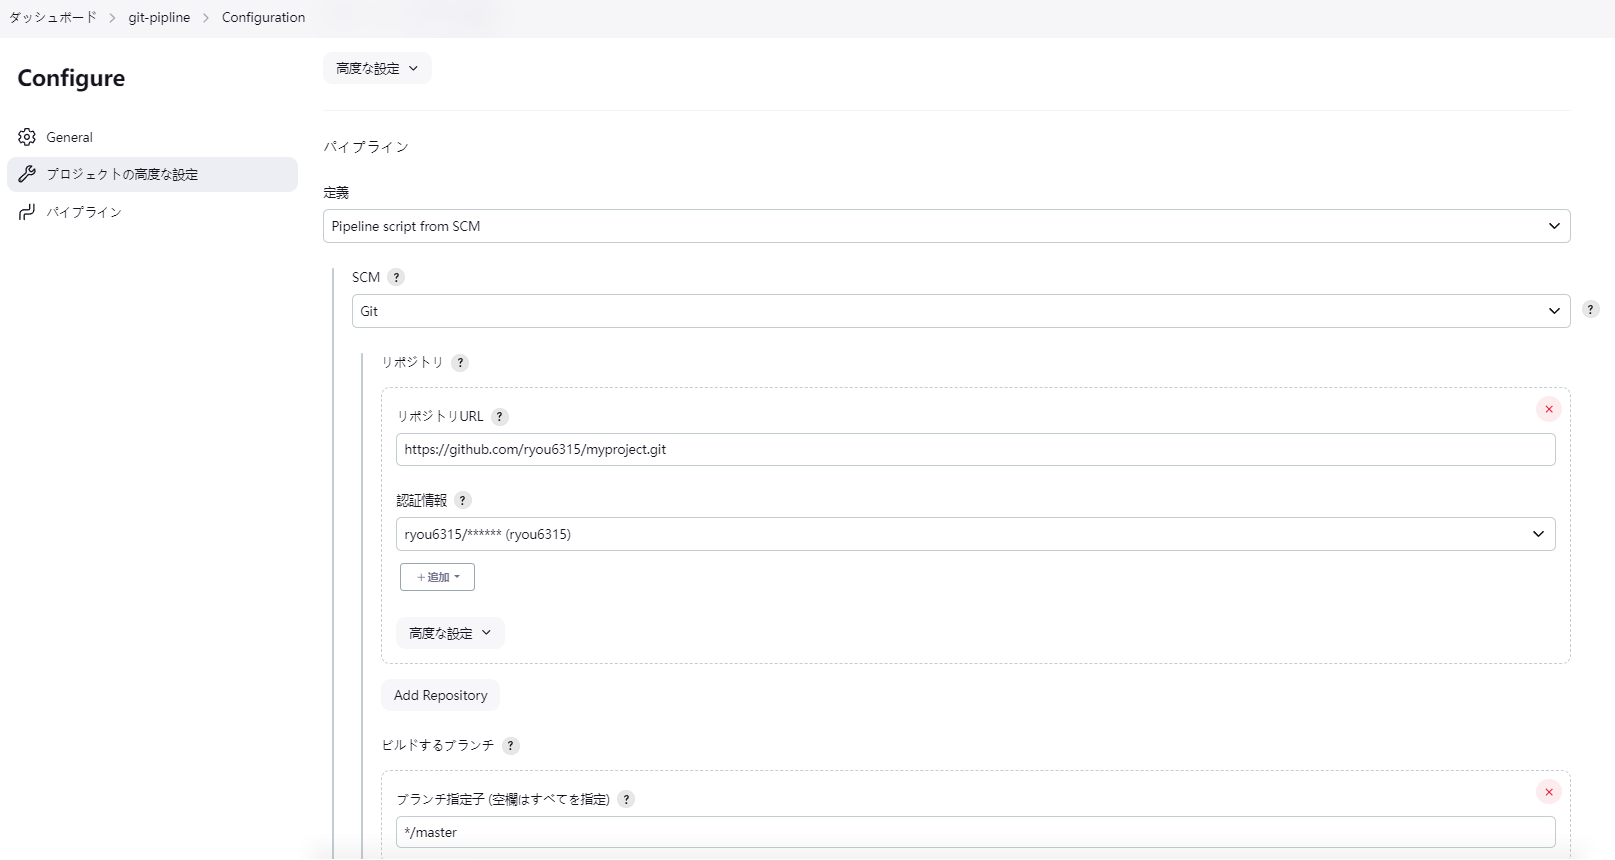 ダッシュボード > git-pipline > Configuration
Configure
General
プロジェクトの高度な設定
パイプライン
高度な設定
パイプライン
定義
Pipeline script from SCM
SCM ?
Git
?
リポジトリ ?
リポジトリURL ?
https://github.com/ryou6315/myproject.git
認証情報 ?
ryou6315/****** (ryou6315)
+ 追加
高度な設定
Add Repository
ビルドするブランチ ?
ブランチ指定子 (空欄はすべてを指定) ?
*/master